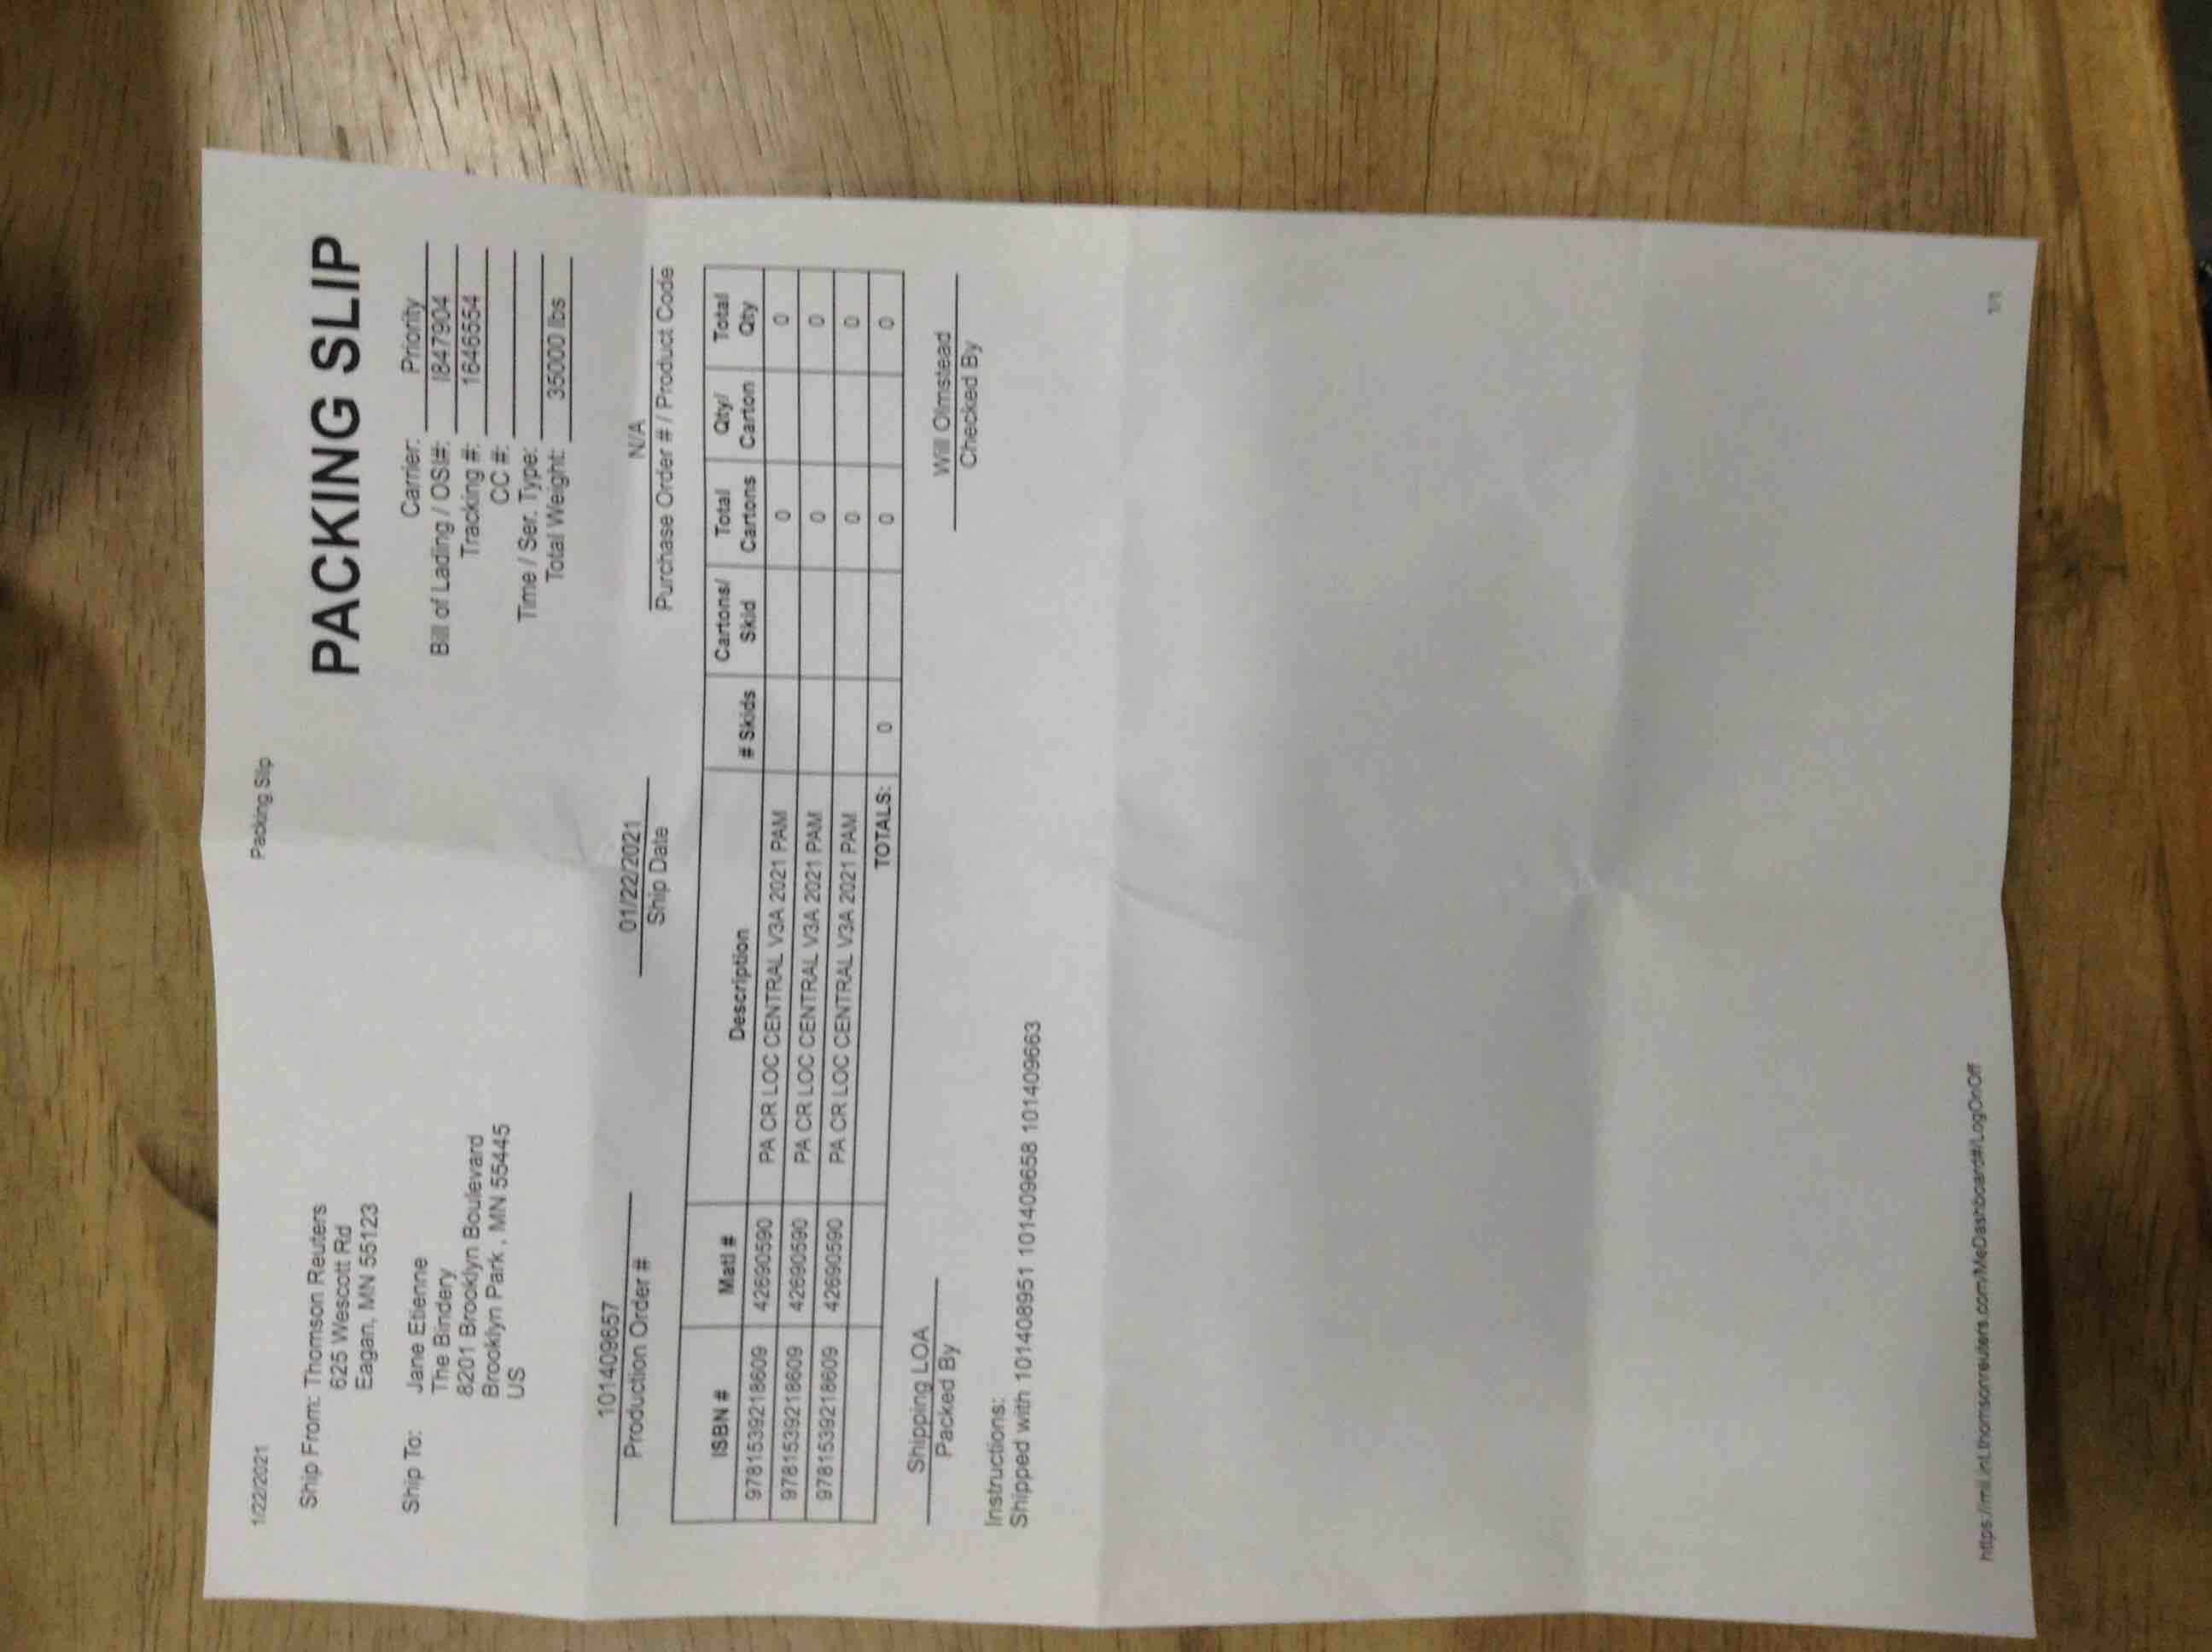 1/22/2021 Packing Slip
Ship From: Thomson Reuters
625 Wescott Rd
Eagan, MN 55123
PACKING SLIP
Ship To: Jane Etienne
The Bindery
8201 Brooklyn Boulevard
Brooklyn Park , MN 55445
US
Carrier: Priority
Bill of Lading / OSI#: I847904
Tracking #: 1646554
CC #:
Time / Ser. Type:
Total Weight: 35000 lbs
101409657 01/22/2021 N/A
Production Order # Ship Date Purchase Order # / Product Code
ISBN # Matl # Description # Skids Cartons/ Skid Total Cartons Qty/ Carton Total Qty
9781539218609 42690590 PA CR LOC CENTRAL V3A 2021 PAM 0 0
9781539218609 42690590 PA CR LOC CENTRAL V3A 2021 PAM 0 0
9781539218609 42690590 PA CR LOC CENTRAL V3A 2021 PAM 0 0
TOTALS: 0 0 0
Shipping LOA Will Olmstead
Packed By Checked By
Instructions:
Shipped with 101408951 101409658 101409663
https://mii.int.thomsonreuters.com/MeDashboard#/LogOnOff 1/1